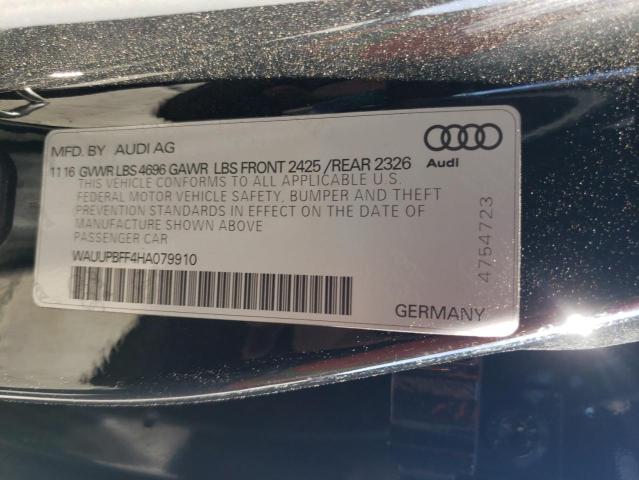 MFD. BY AUDI AG
11 16 GVWR LBS 4696 GAWR LBS FRONT 2425 /REAR 2326
THIS VEHICLE CONFORMS TO ALL APPLICABLE U.S.
FEDERAL MOTOR VEHICLE SAFETY, BUMPER AND THEFT
PREVENTION STANDARDS IN EFFECT ON THE DATE OF
MANUFACTURE SHOWN ABOVE
PASSENGER CAR
WAUUPBFF4HA079910
Audi
4754723
GERMANY